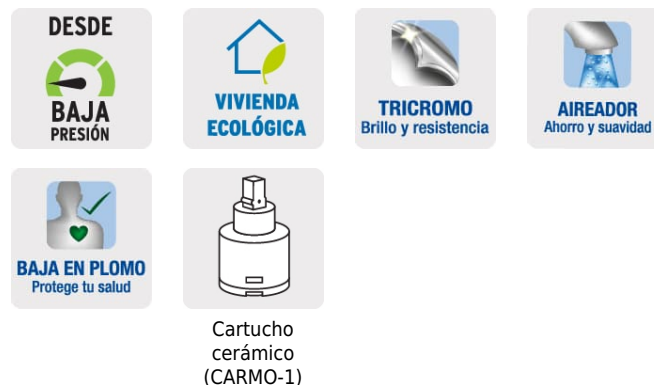 DESDE
BAJA
PRESIÓN
VIVIENDA
ECOLÓGICA
TRICROMO
Brillo y resistencia
AIREADOR
Ahorro y suavidad
BAJA EN PLOMO
Protege tu salud
Cartucho
cerámico
(CARMO-1)